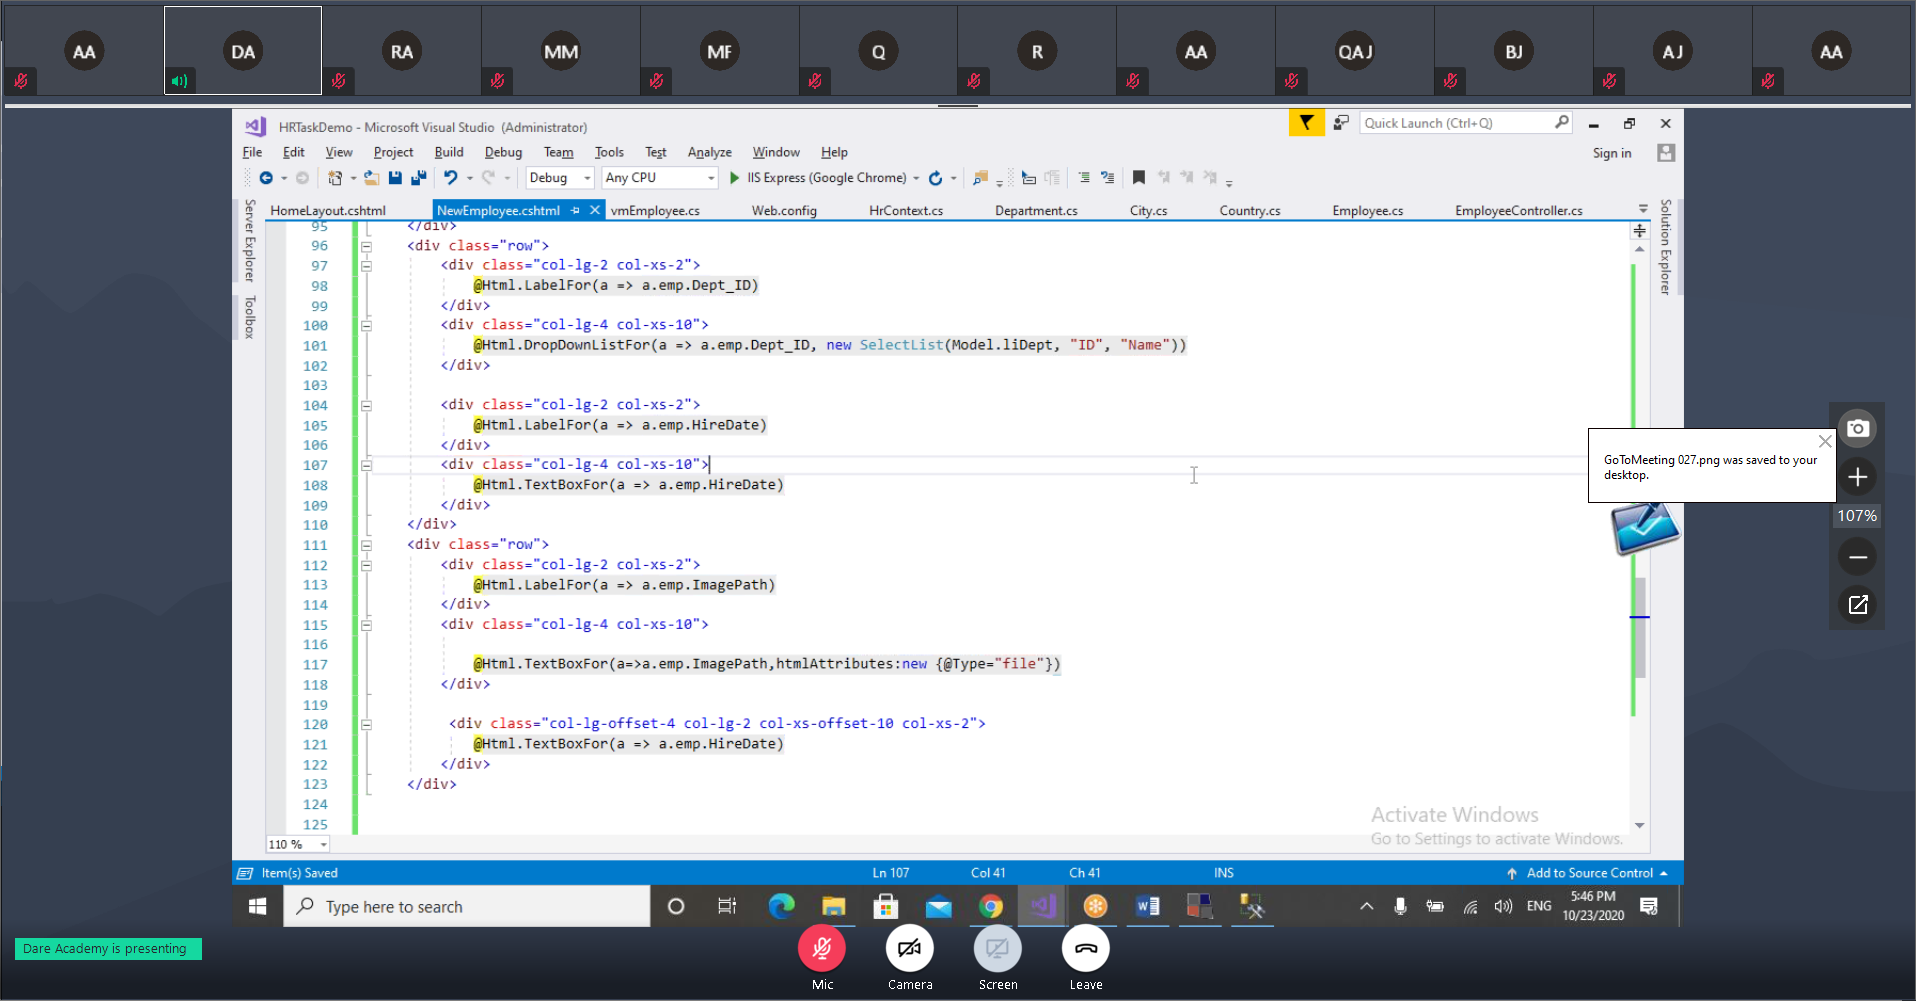 AA DA RA MM MF Q R AA QAJ BJ AJ AA
HRTaskDemo - Microsoft Visual Studio (Administrator)
Quick Launch (Ctrl+Q)
File Edit View Project Build Debug Team Tools Test Analyze Window Help
Sign in
Debug Any CPU IIS Express (Google Chrome)
HomeLayout.cshtml NewEmployee.cshtml vmEmployee.cs Web.config HrContext.cs Department.cs City.cs Country.cs Employee.cs EmployeeController.cs
Server Explorer
Toolbox
Solution Explorer
95 </div>
96 <div class="row">
97 <div class="col-lg-2 col-xs-2">
98 @Html.LabelFor(a => a.emp.Dept_ID)
99 </div>
100 <div class="col-lg-4 col-xs-10">
101 @Html.DropDownListFor(a => a.emp.Dept_ID, new SelectList(Model.liDept, "ID", "Name"))
102 </div>
103
104 <div class="col-lg-2 col-xs-2">
105 @Html.LabelFor(a => a.emp.HireDate)
106 </div>
107 <div class="col-lg-4 col-xs-10">
108 @Html.TextBoxFor(a => a.emp.HireDate)
109 </div>
110 </div>
111 <div class="row">
112 <div class="col-lg-2 col-xs-2">
113 @Html.LabelFor(a => a.emp.ImagePath)
114 </div>
115 <div class="col-lg-4 col-xs-10">
116
117 @Html.TextBoxFor(a=>a.emp.ImagePath,htmlAttributes:new {@Type="file"})
118 </div>
119
120 <div class="col-lg-offset-4 col-lg-2 col-xs-offset-10 col-xs-2">
121 @Html.TextBoxFor(a => a.emp.HireDate)
122 </div>
123 </div>
124
125
GoToMeeting 027.png was saved to your
desktop.
107%
Activate Windows
Go to Settings to activate Windows.
110 %
Item(s) Saved Ln 107 Col 41 Ch 41 INS Add to Source Control
Type here to search
ENG
5:46 PM
10/23/2020
Dare Academy is presenting
Mic Camera Screen Leave